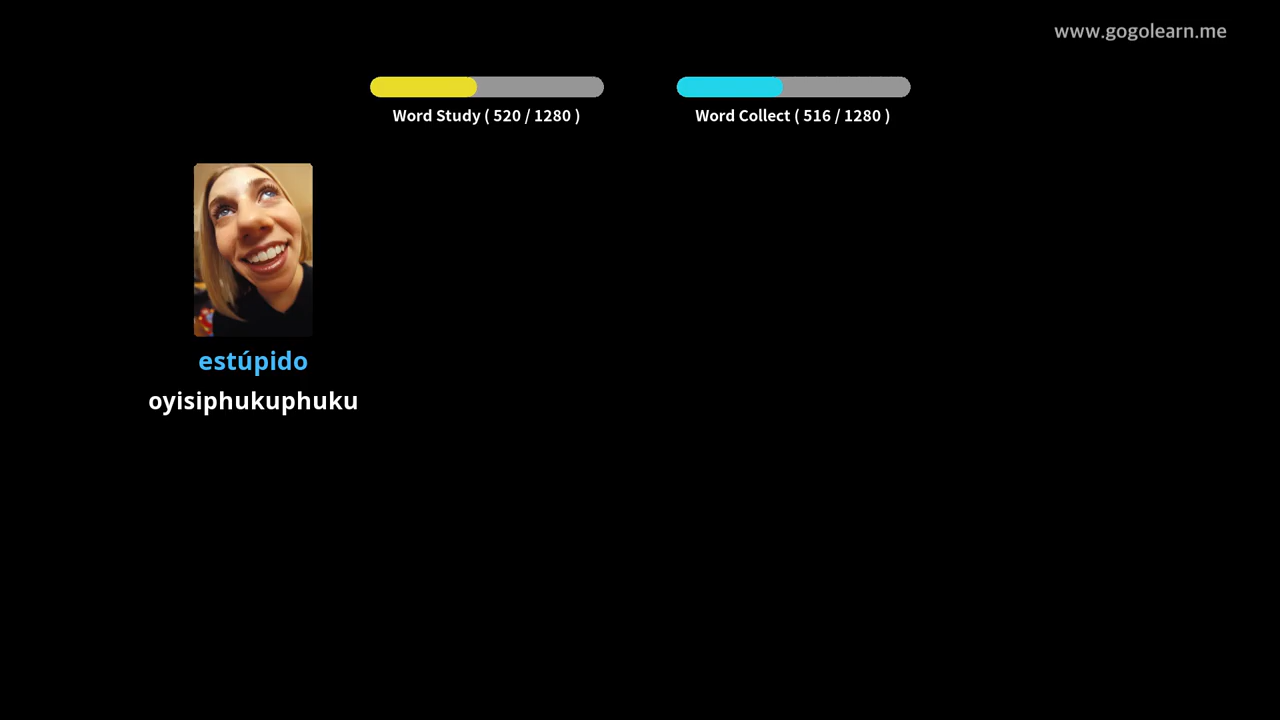 www.gogolearn.me
Word Study ( 520 / 1280 )
Word Collect ( 516 / 1280 )
estúpido
oyisiphukuphuku